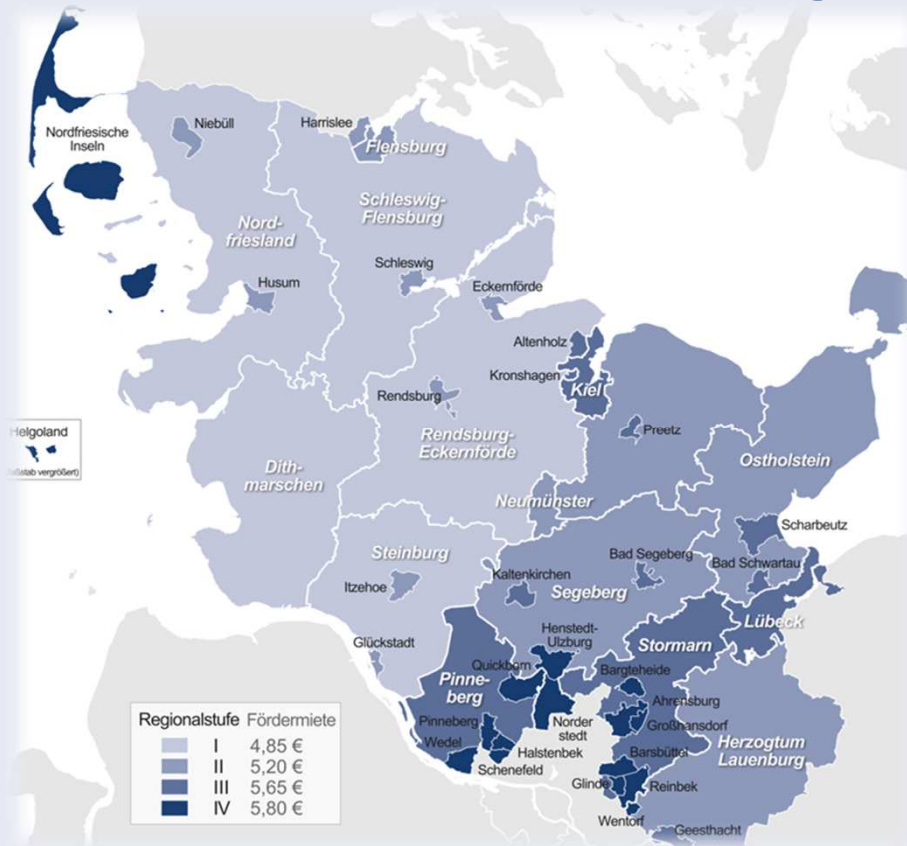 Nordfriesische
Inseln
Niebüll
Harrislee
Flensburg
Schleswig-
Flensburg
Nord-
friesland
Schleswig
Husum
Eckernförde
Altenholz
Kronshagen
Kiel
Rendsburg
Preetz
Helgoland
vergrößert)
Rendsburg-
Eckernförde
Ostholstein
Dith-
marschen
Neumünster
Scharbeutz
Steinburg
Bad Segeberg
Bad Schwartau
Itzehoe
Kaltenkirchen
Segeberg
Lübeck
Henstedt-
Ulzburg
Stormarn
Glückstadt
Quickborn
Bargteheide
Pinne-
berg
Ahrensburg
Pinneberg
Norder
stedt
Großhansdorf
Wedel
Halstenbek
Barsbüttel
Herzogtum
Lauenburg
Schenefeld
Glinde
Reinbek
Wentorf
Geesthacht
Regionalstufe Fördermiete
I 4,85 €
II 5,20 €
III 5,65 €
IV 5,80 €